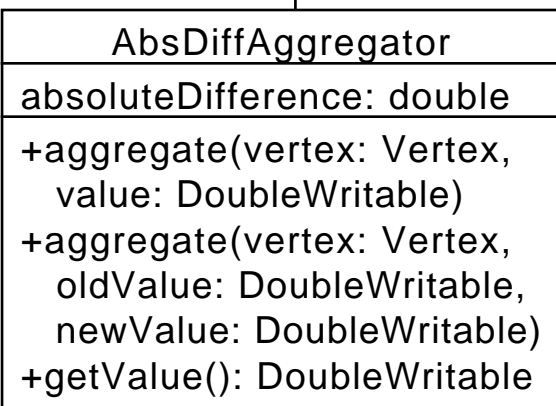 AbsDiffAggregator
absoluteDifference: double
+aggregate(vertex: Vertex,
value: DoubleWritable)
+aggregate(vertex: Vertex,
oldValue: DoubleWritable,
newValue: DoubleWritable)
+getValue(): DoubleWritable